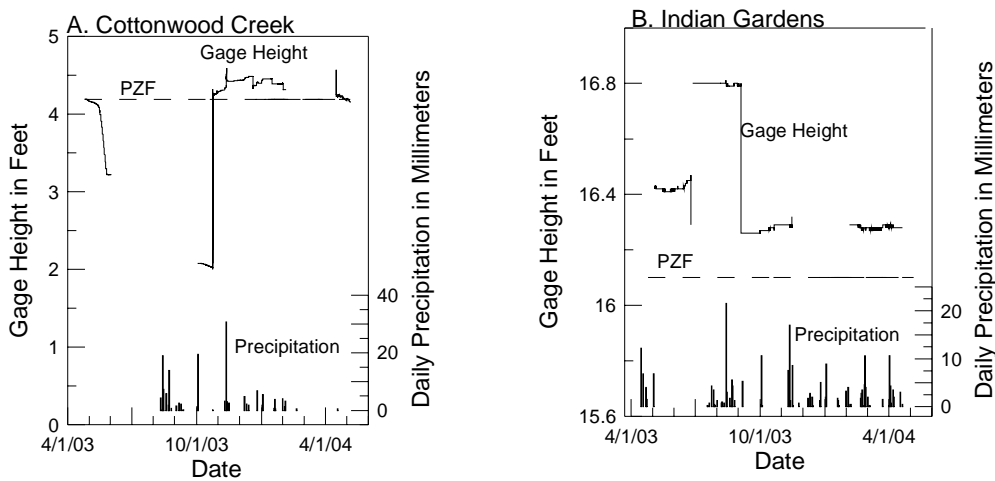 A. Cottonwood Creek
5
4
3
2
1
0
Gage Height in Feet
Gage Height
PZF
Precipitation
40
20
0
Daily Precipitation in Millimeters
4/1/03
10/1/03
4/1/04
Date
B. Indian Gardens
16.8
16.4
16
15.6
Gage Height in Feet
Gage Height
PZF
Precipitation
20
10
0
Daily Precipitation in Millimeters
4/1/03
10/1/03
4/1/04
Date